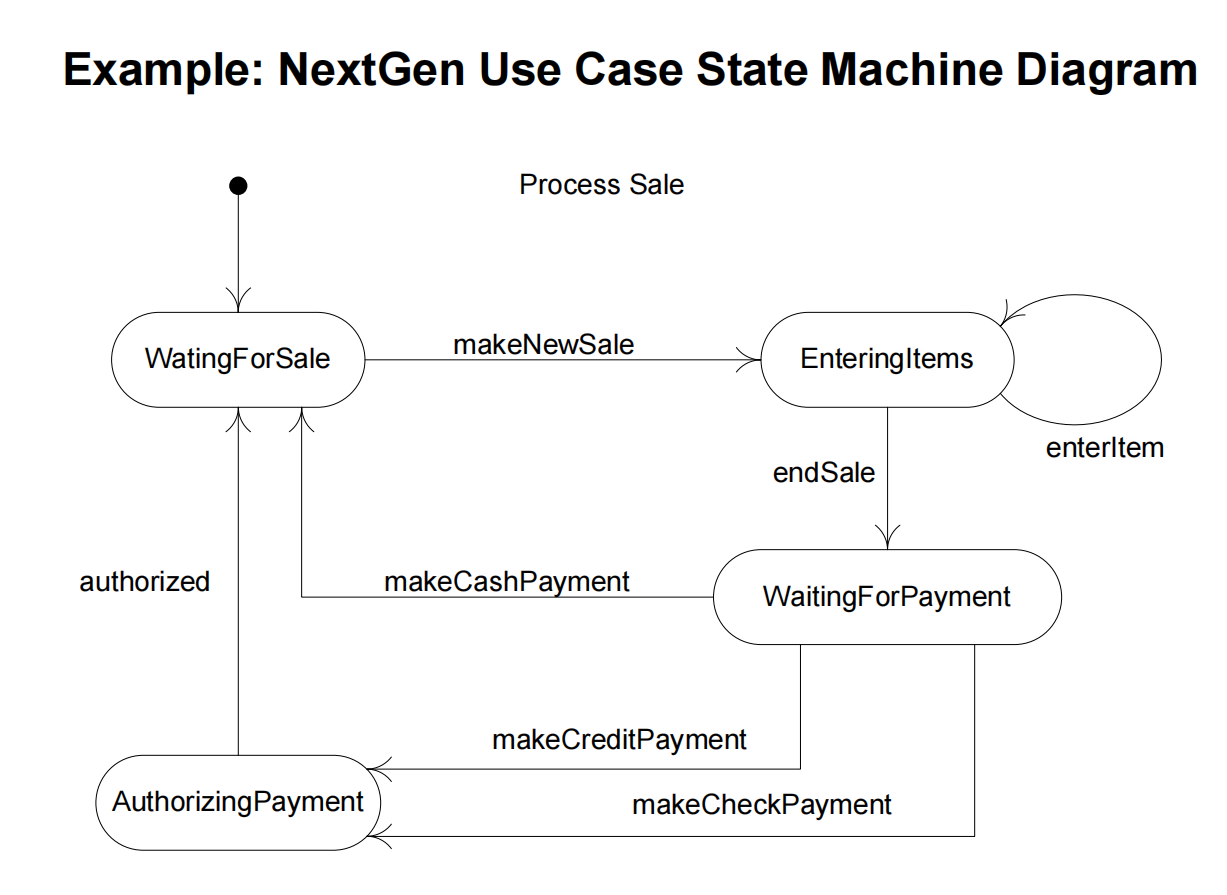 Example: NextGen Use Case State Machine Diagram
Process Sale
WatingForSale
makeNewSale
EnteringItems
enterItem
endSale
authorized
makeCashPayment
WaitingForPayment
makeCreditPayment
AuthorizingPayment
makeCheckPayment